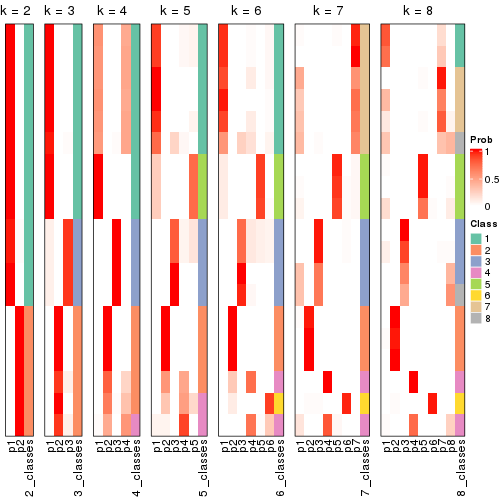 k = 2
k = 3
k = 4
k = 5
k = 6
k = 7
k = 8
Prob
1
0.5
0
Class
1
2
3
4
5
6
7
8
p1
p2
2_classes
p1
p2
p3
3_classes
p1
p2
p3
p4
4_classes
p1
p2
p3
p4
p5
5_classes
p1
p2
p3
p4
p5
p6
6_classes
p1
p2
p3
p4
p5
p6
p7
7_classes
p1
p2
p3
p4
p5
p6
p7
p8
8_classes